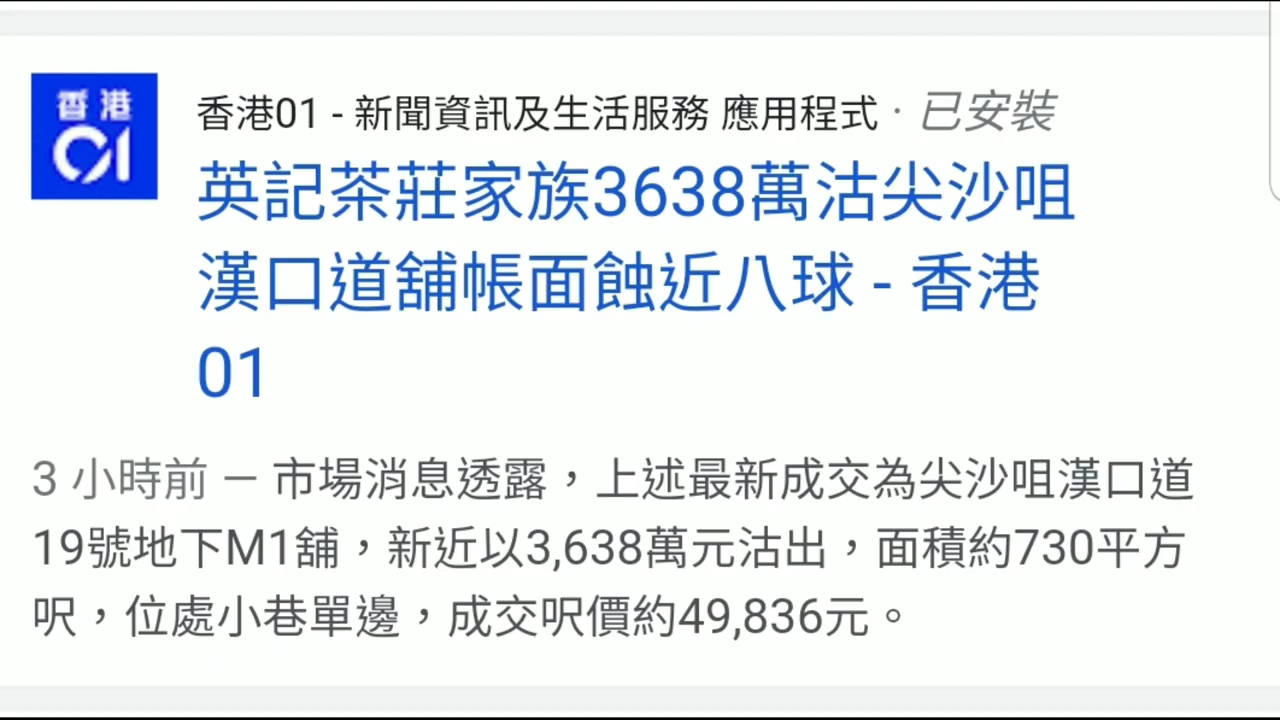 香港
01
香港01 - 新聞資訊及生活服務 應用程式 · 已安裝
英記茶莊家族3638萬沽尖沙咀
漢口道舖帳面蝕近八球 - 香港
01
3 小時前 — 市場消息透露，上述最新成交為尖沙咀漢口道
19號地下M1舖，新近以3,638萬元沽出，面積約730平方
呎，位處小巷單邊，成交呎價約49,836元。